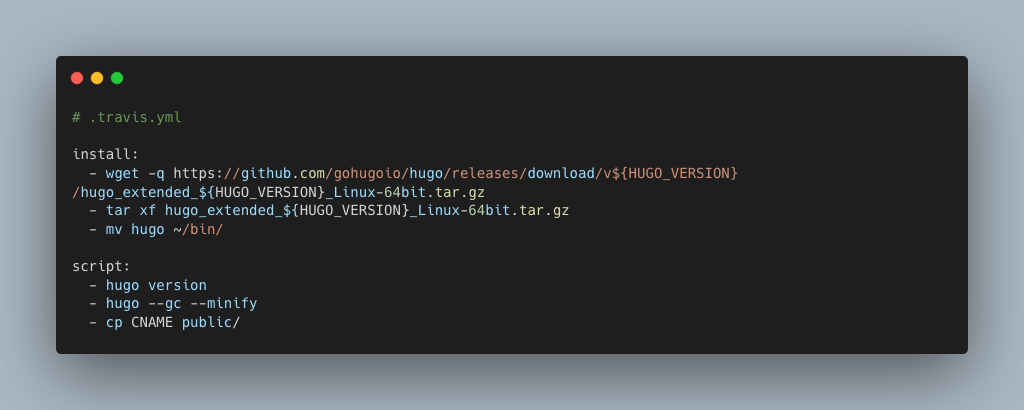 # .travis.yml
install:
  - wget -q https://github.com/gohugoio/hugo/releases/download/v${HUGO_VERSION}
/hugo_extended_${HUGO_VERSION}_Linux-64bit.tar.gz
  - tar xf hugo_extended_${HUGO_VERSION}_Linux-64bit.tar.gz
  - mv hugo ~/bin/
script:
  - hugo version
  - hugo --gc --minify
  - cp CNAME public/